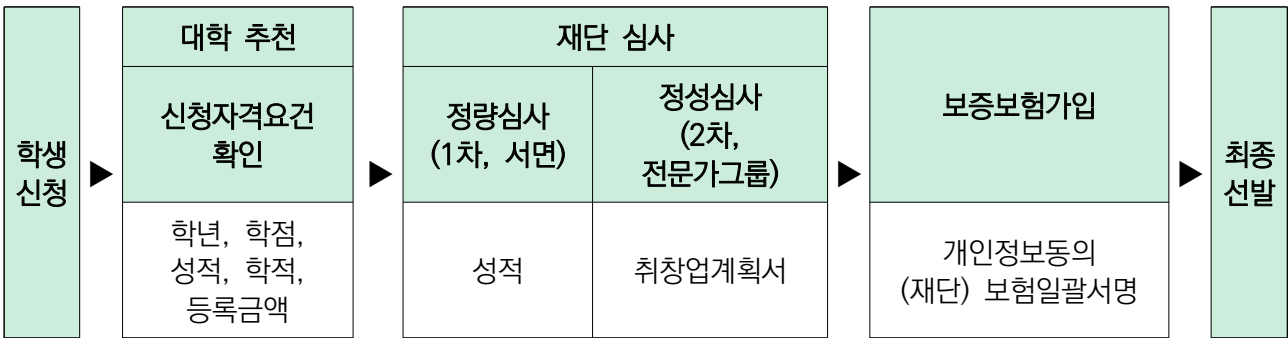 학생
신청
▶
대학 추천
신청자격요건
확인
학년, 학점,
성적, 학적,
등록금액
▶
재단 심사
정량심사
(1차, 서면)
성적
정성심사
(2차,
전문가그룹)
취창업계획서
▶
보증보험가입
개인정보동의
(재단) 보험일괄서명
▶
최종
선발